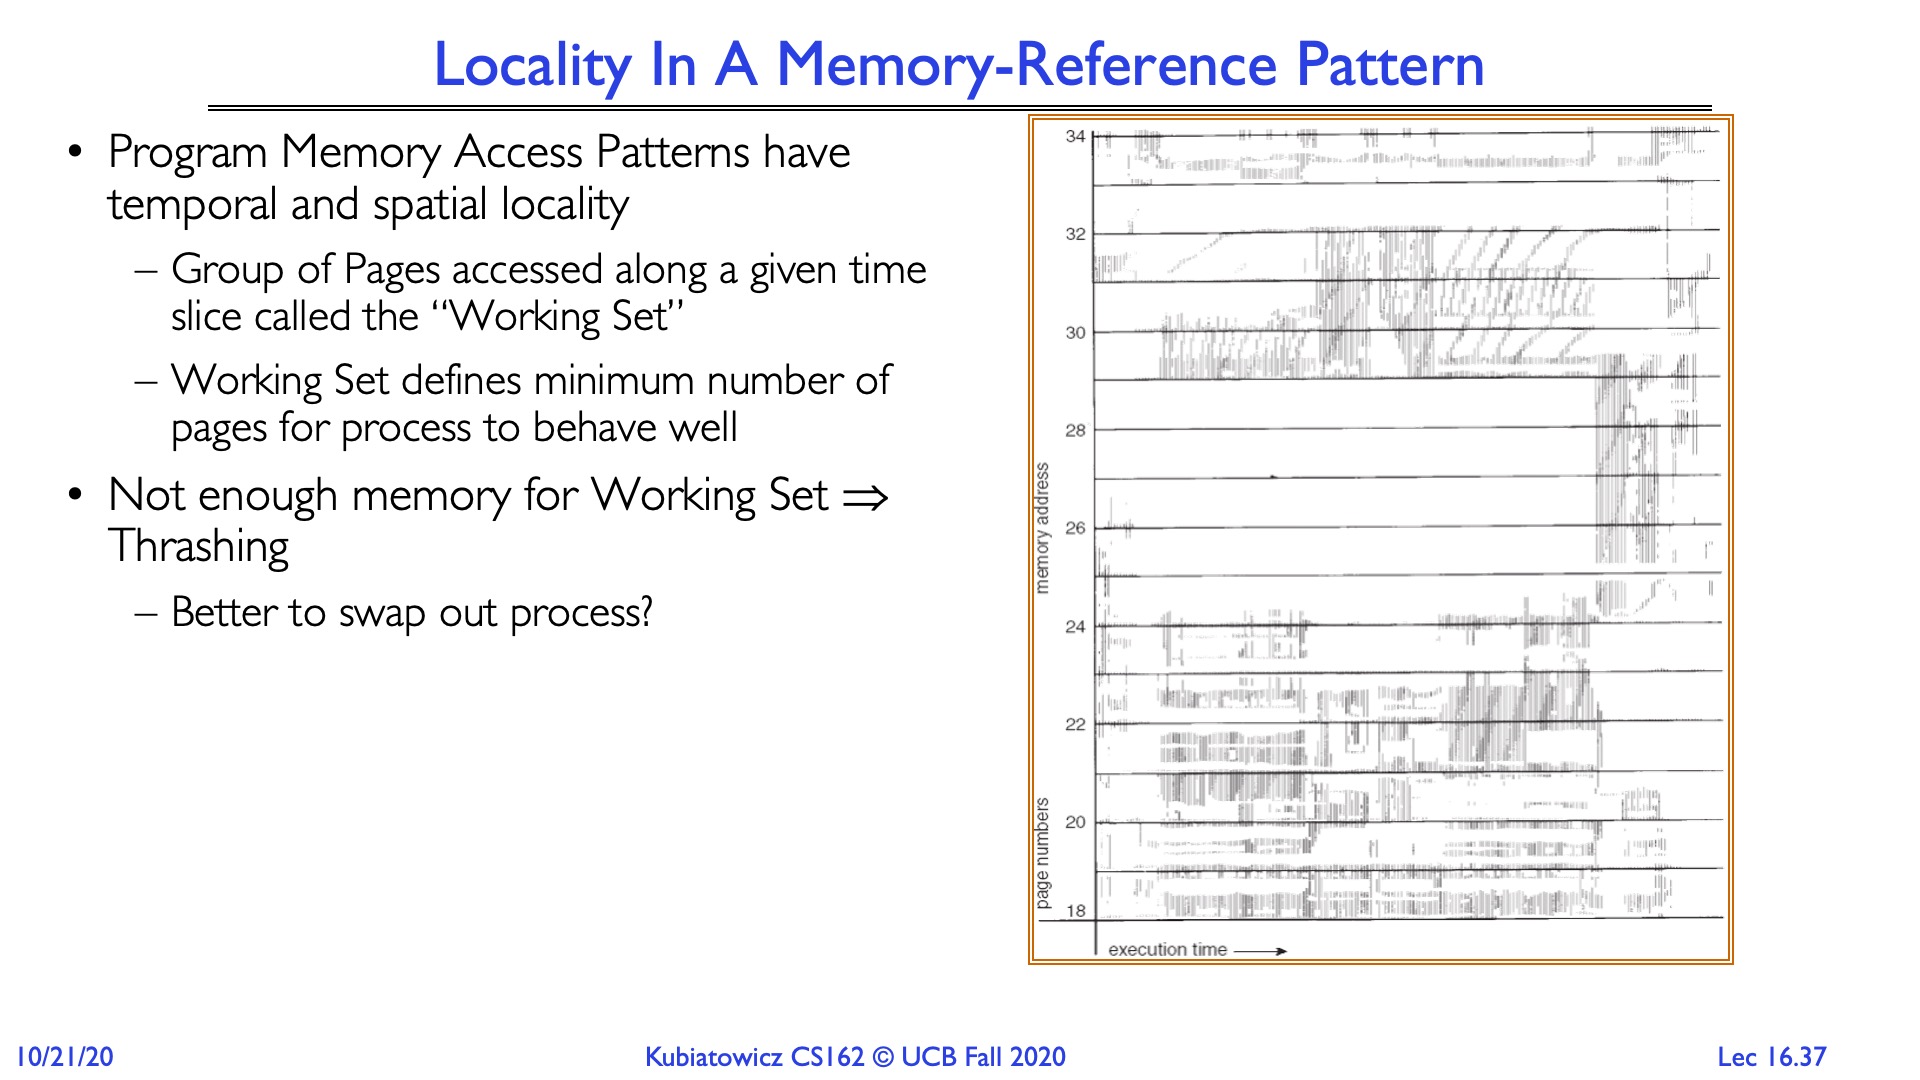 Locality In A Memory-Reference Pattern
• Program Memory Access Patterns have
temporal and spatial locality
– Group of Pages accessed along a given time
slice called the “Working Set”
– Working Set defines minimum number of
pages for process to behave well
• Not enough memory for Working Set ⇒
Thrashing
– Better to swap out process?
34
32
30
28
26
24
22
20
18
memory address
page numbers
execution time
10/21/20
Kubiatowicz CS162 © UCB Fall 2020
Lec 16.37